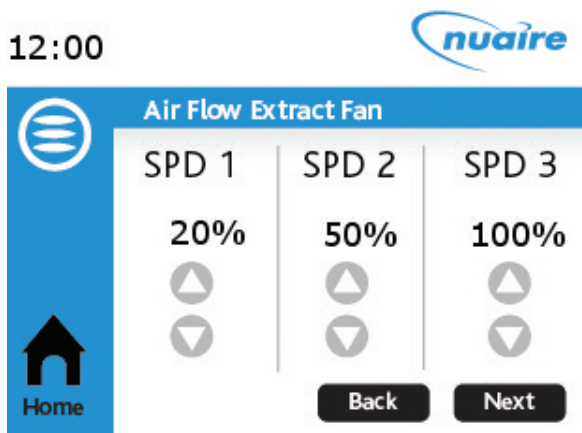 12:00
nuaire
Air Flow Extract Fan
SPD 1 SPD 2 SPD 3
20% 50% 100%
Home
Back Next